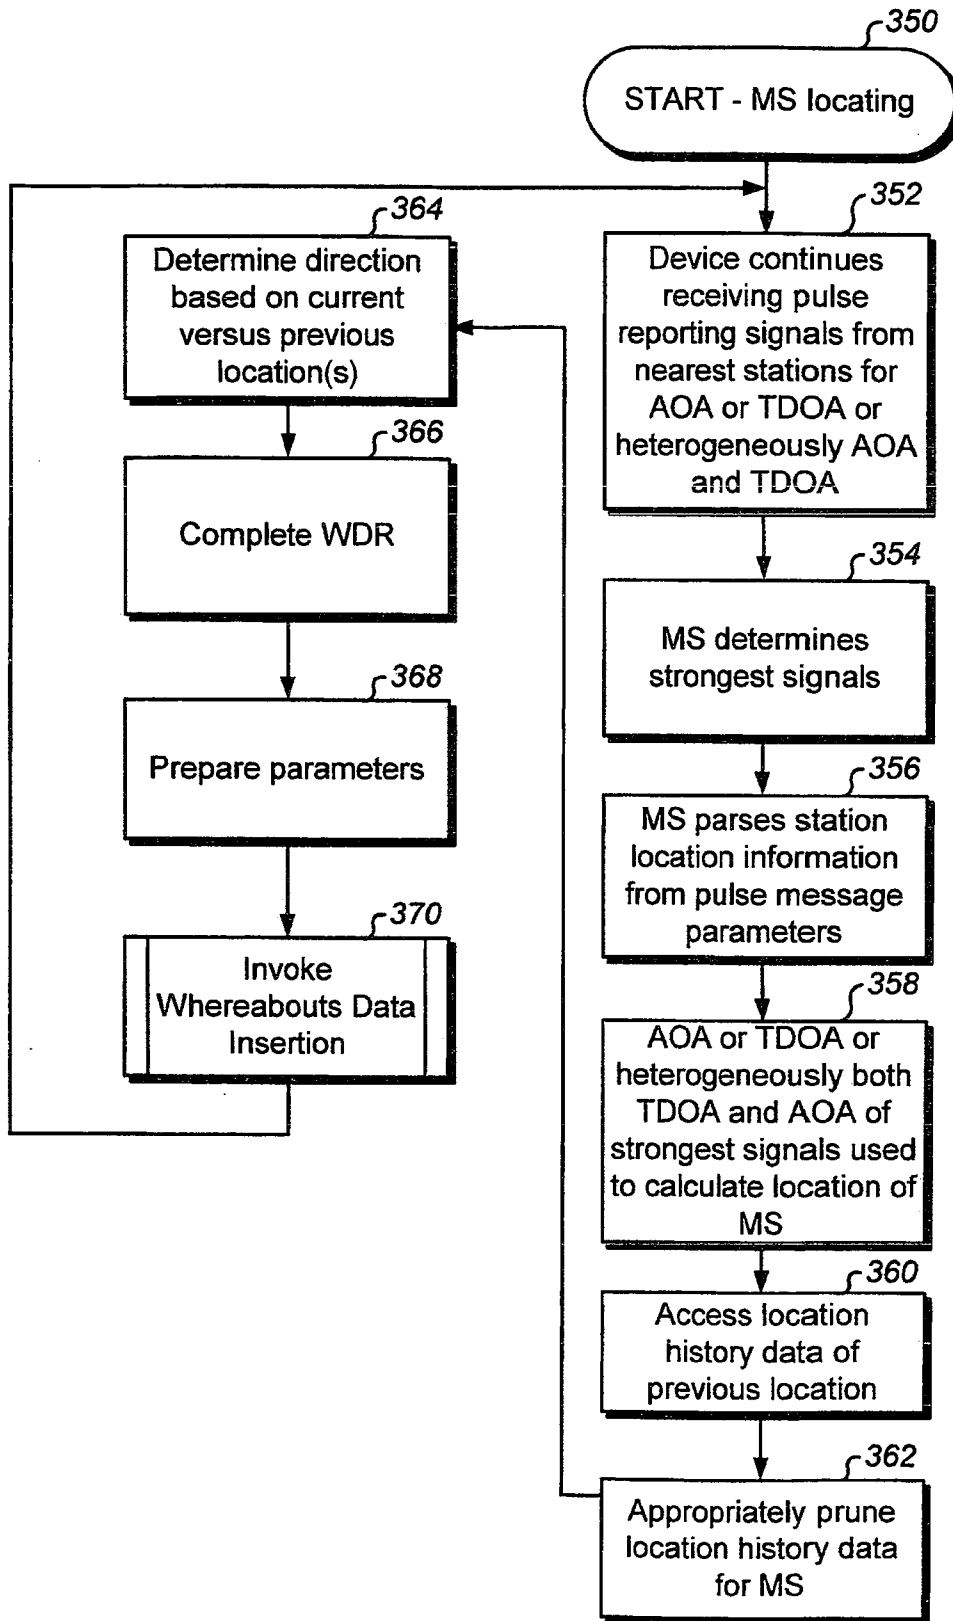 350
START - MS locating
352
Device continues
receiving pulse
reporting signals from
nearest stations for
AOA or TDOA or
heterogeneously AOA
and TDOA
354
MS determines
strongest signals
356
MS parses station
location information
from pulse message
parameters
358
AOA or TDOA or
heterogeneously both
TDOA and AOA of
strongest signals used
to calculate location of
MS
360
Access location
history data of
previous location
362
Appropriately prune
location history data
for MS
364
Determine direction
based on current
versus previous
location(s)
366
Complete WDR
368
Prepare parameters
370
Invoke
Whereabouts Data
Insertion